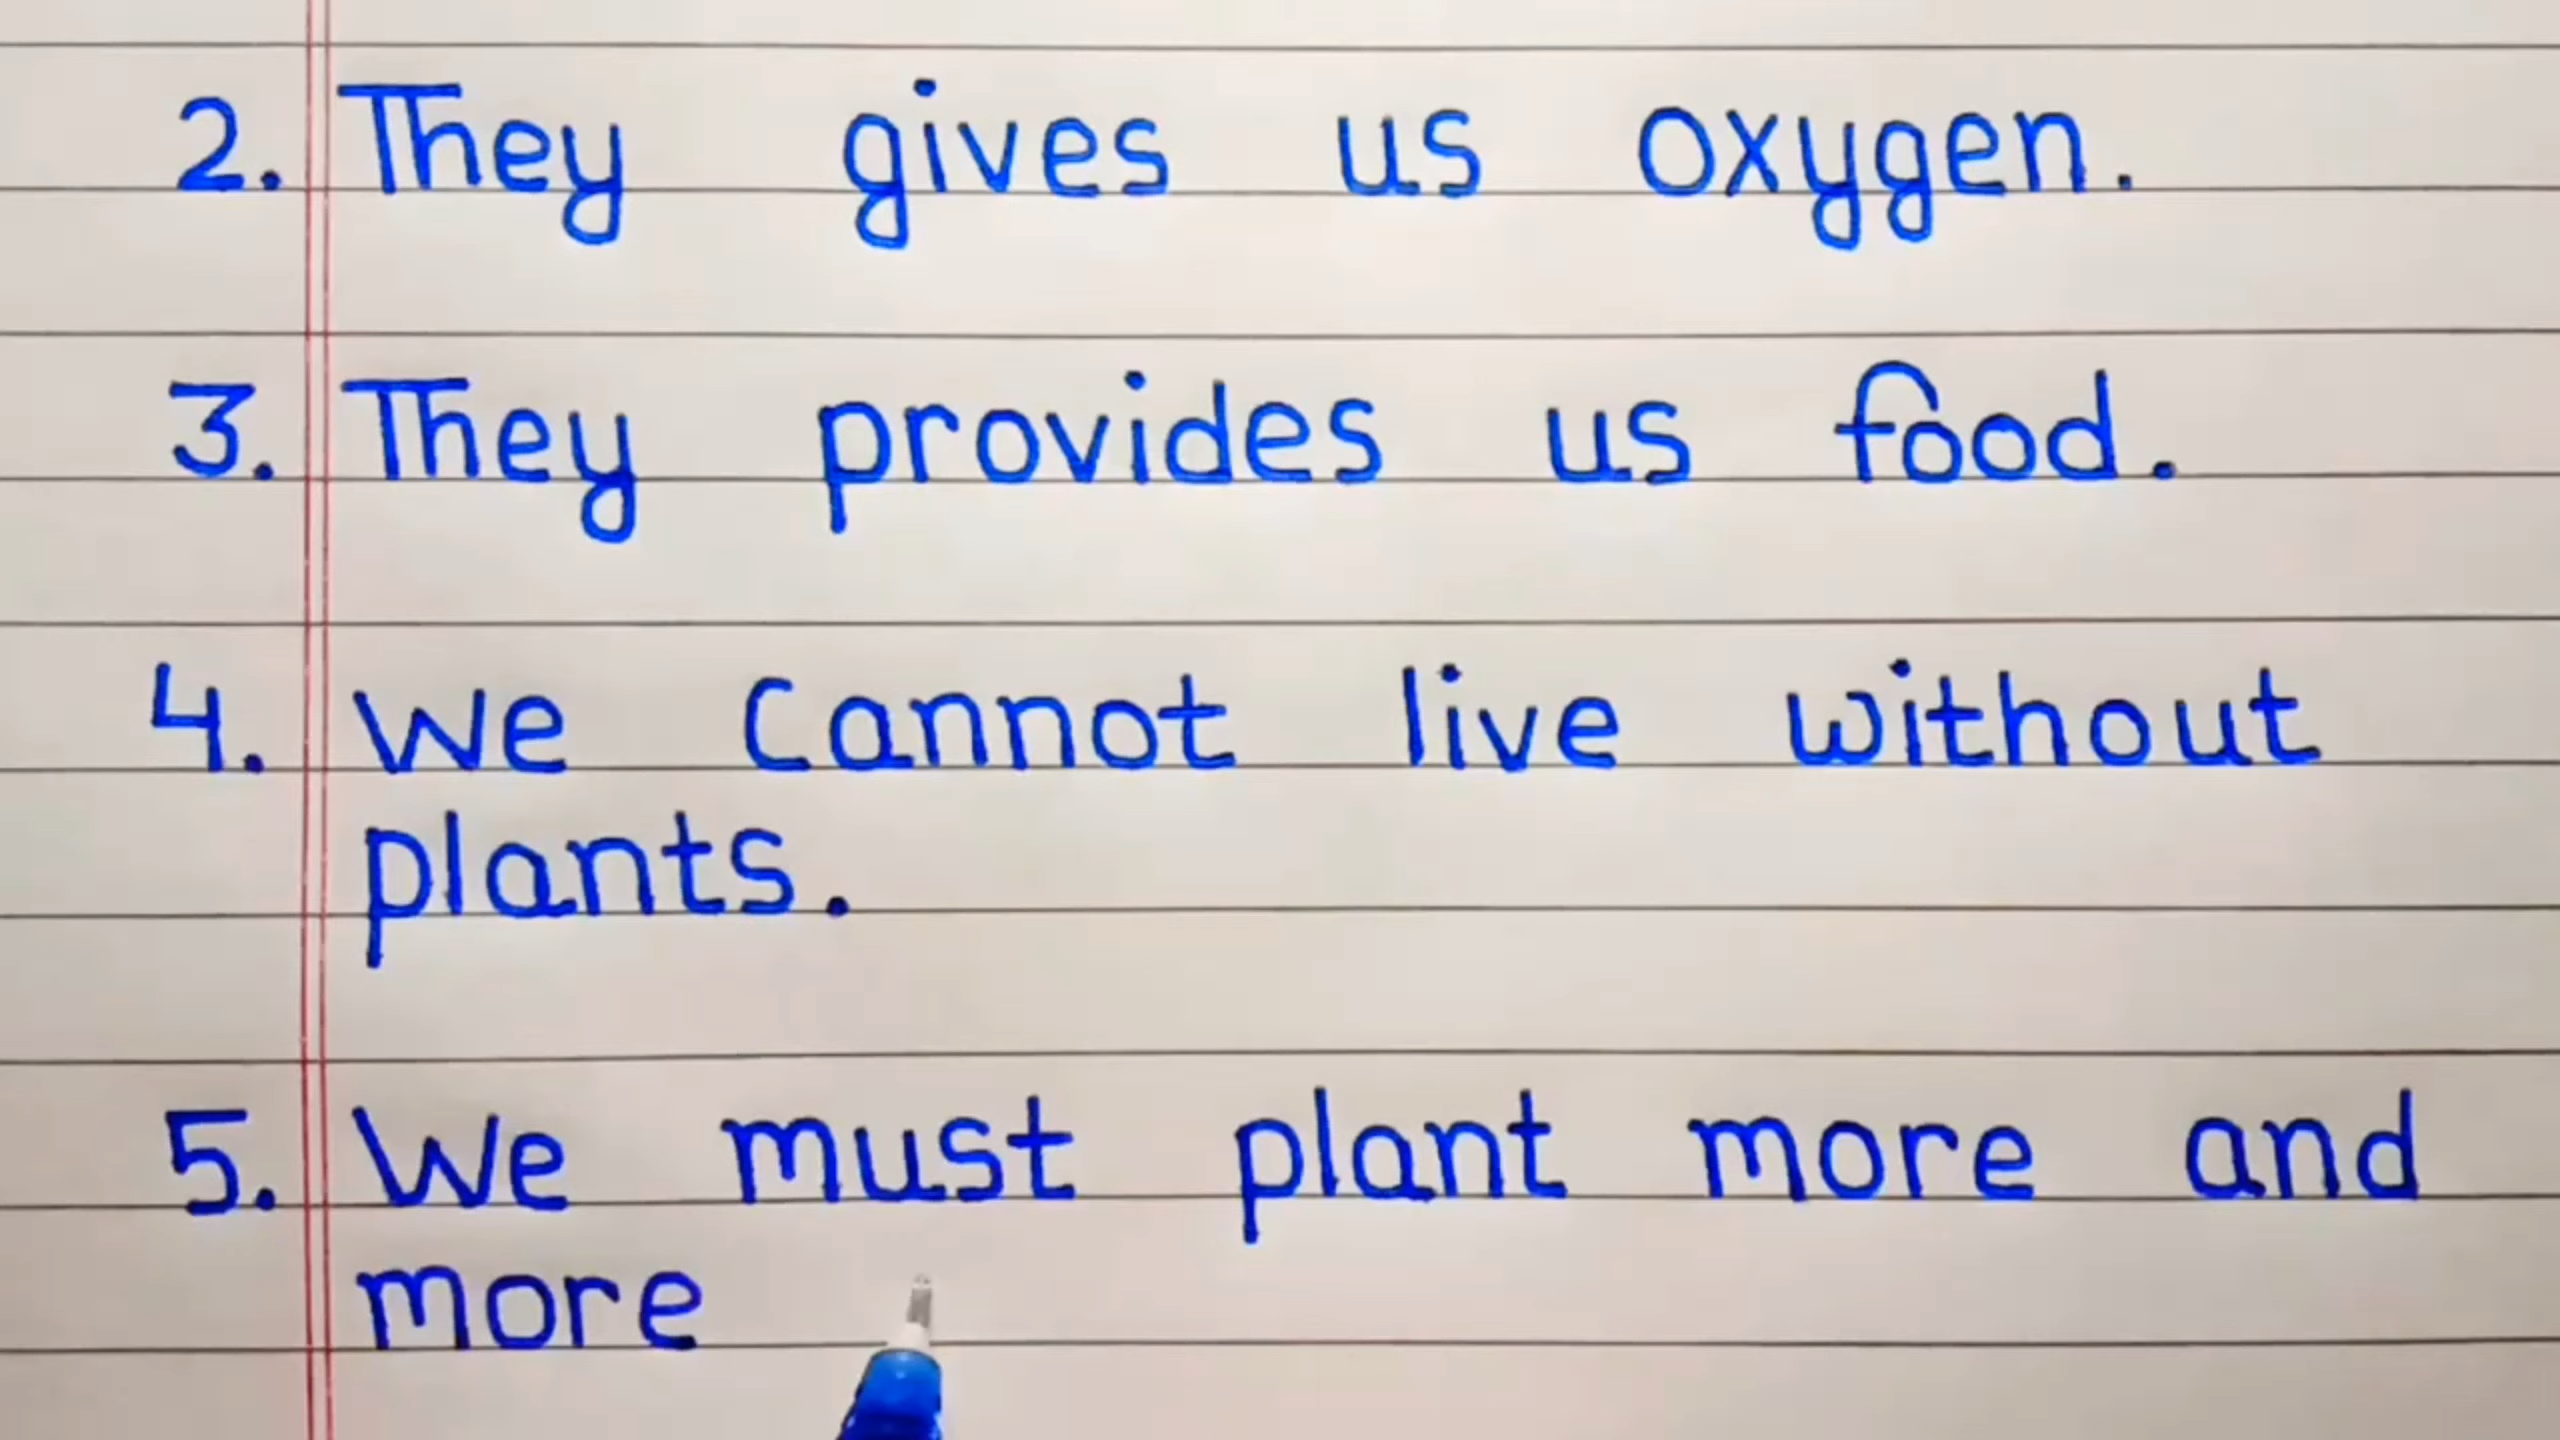 2. They gives us oxygen.
3. They provides us food.
4. We cannot live without
plants.
5. We must plant more and
more